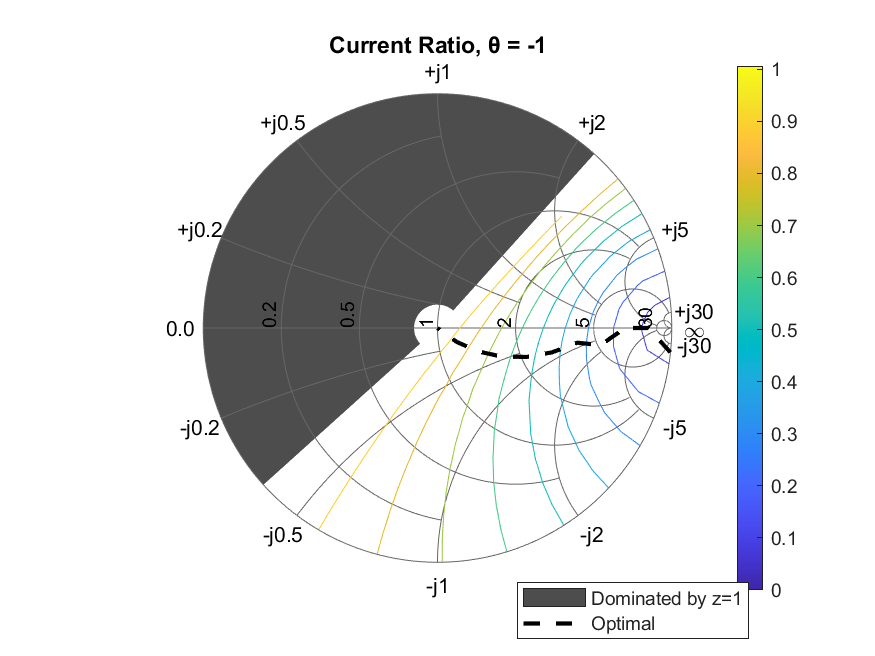 Current Ratio, θ = -1
+j1
+j0.5
+j2
+j0.2
+j5
0.0
0.2
0.5
1
2
5
30
+j30
∞
-j30
-j0.2
-j5
-j0.5
-j2
-j1
1
0.9
0.8
0.7
0.6
0.5
0.4
0.3
0.2
0.1
0
Dominated by z=1
Optimal